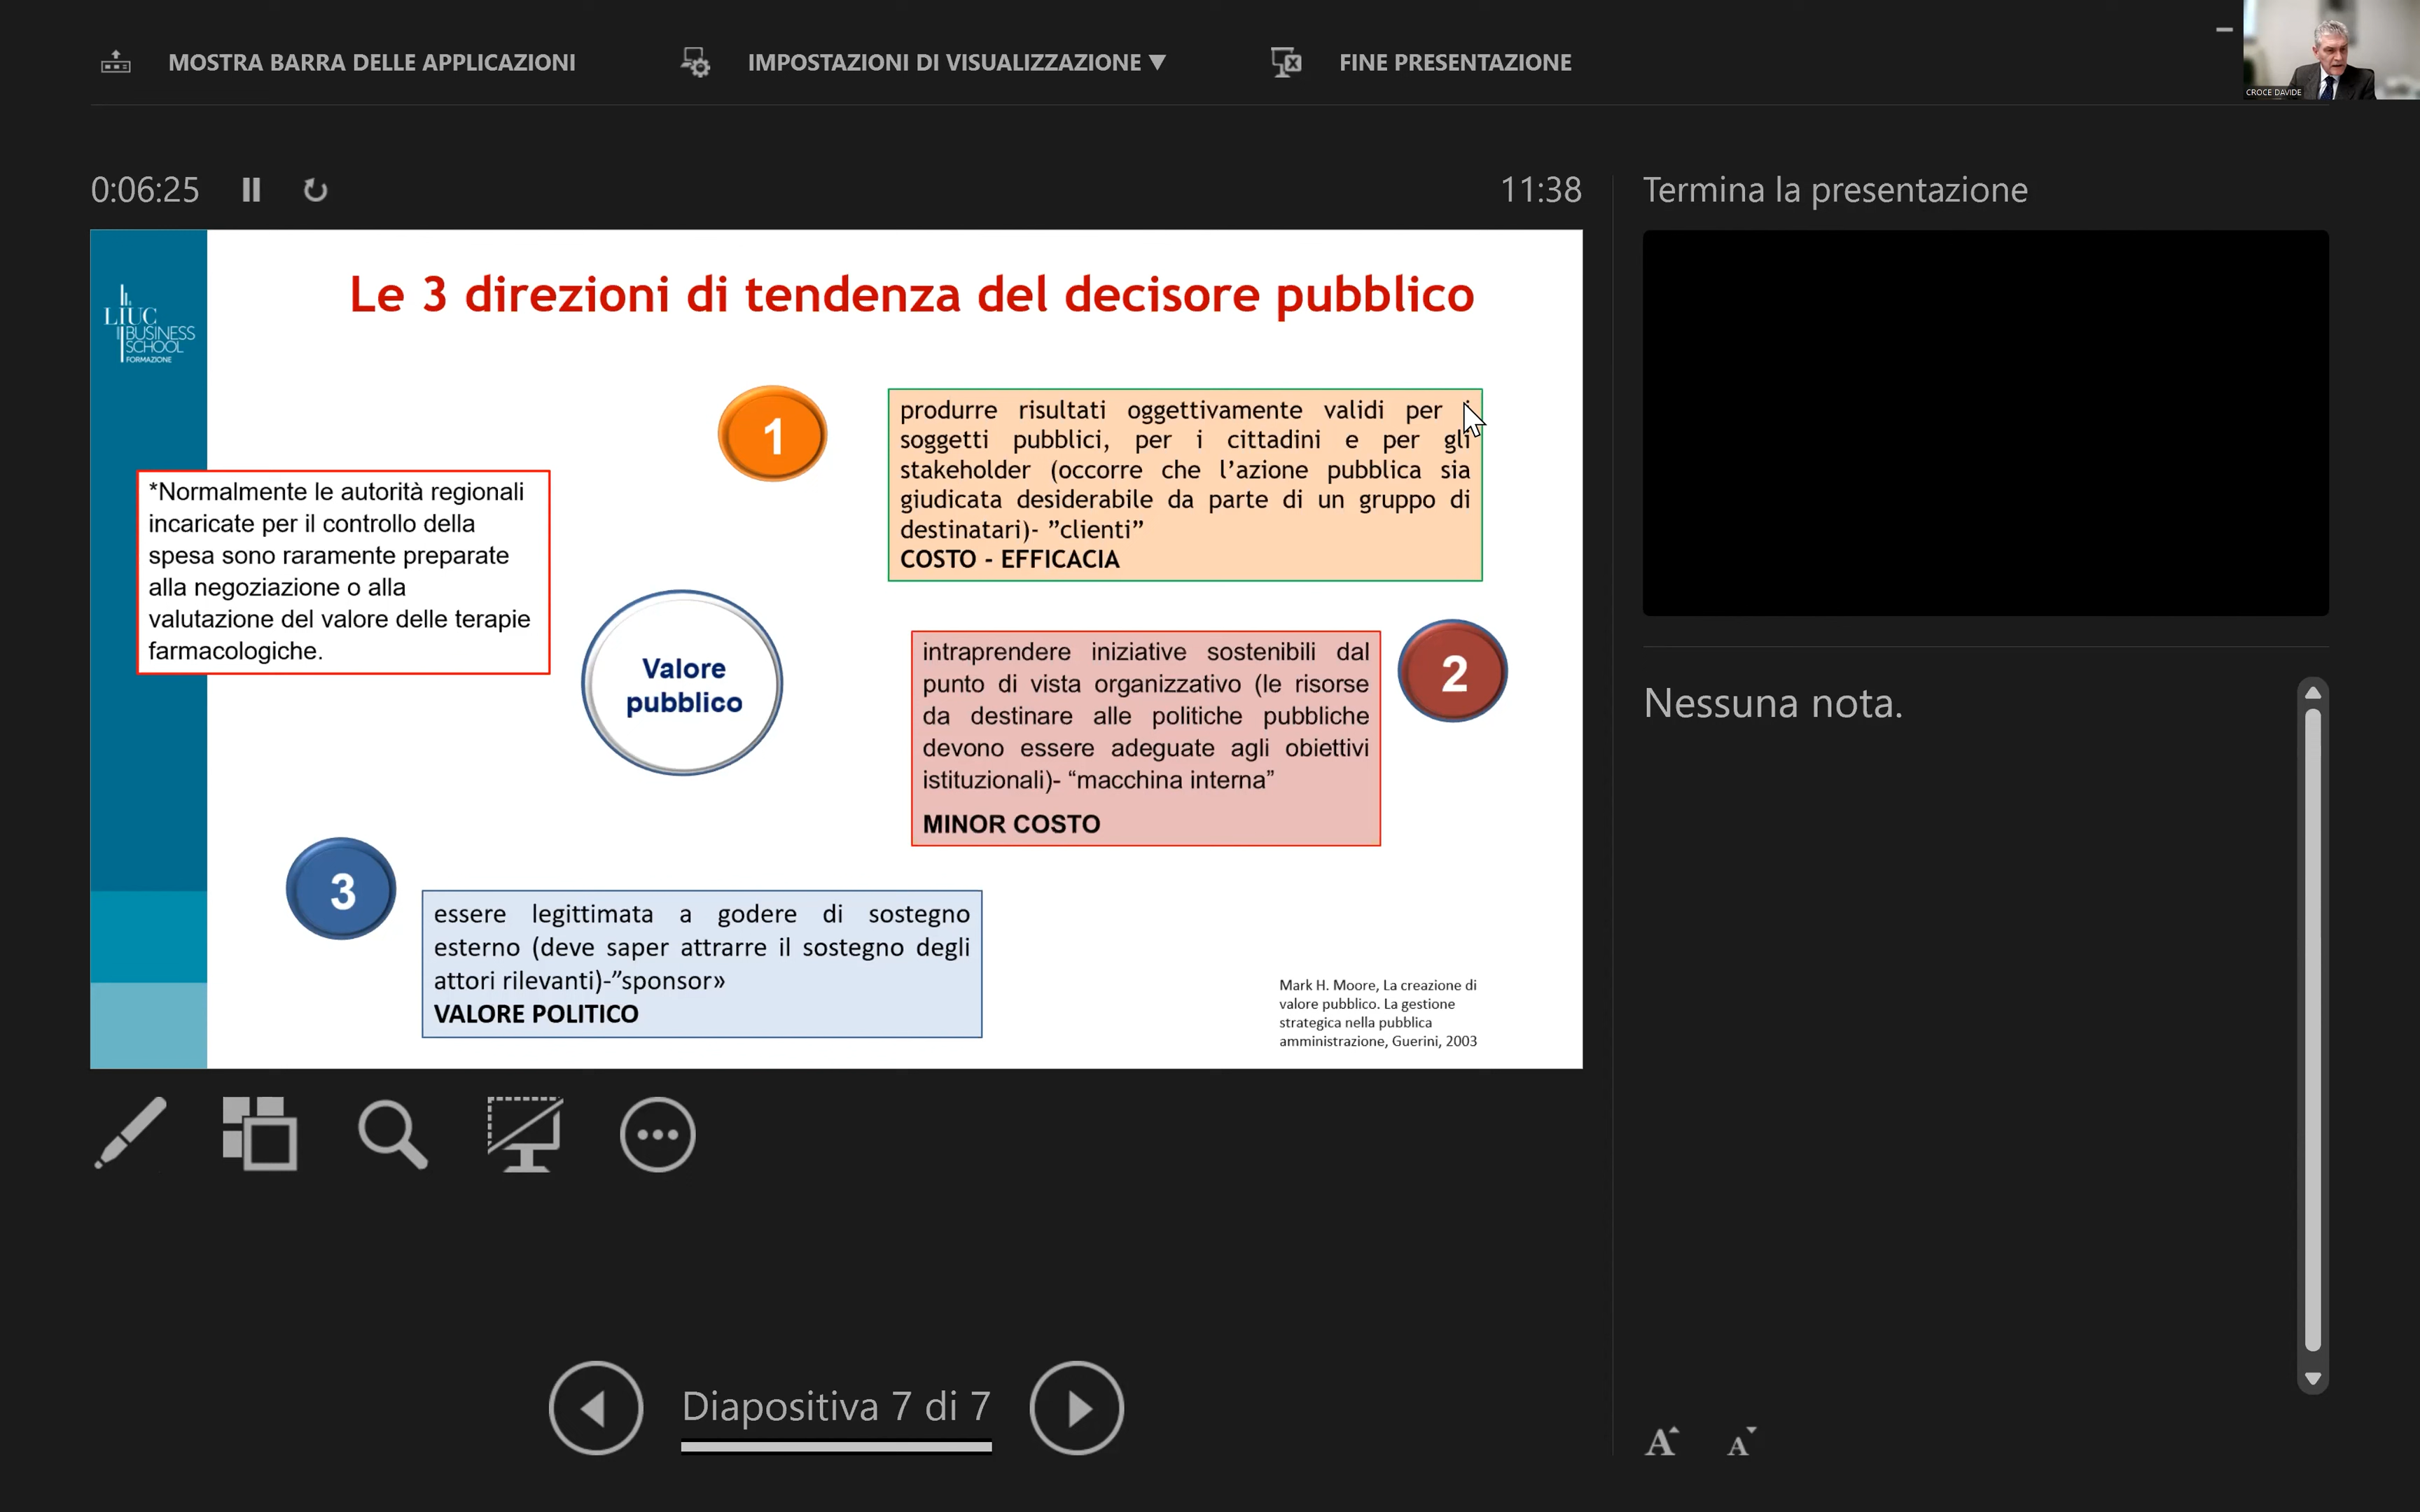 MOSTRA BARRA DELLE APPLICAZIONI
IMPOSTAZIONI DI VISUALIZZAZIONE ▼
FINE PRESENTAZIONE
CROCE DAVIDE
0:06:25
11:38
Termina la presentazione
LIUC
BUSINESS
SCHOOL
FORMAZIONE
Le 3 direzioni di tendenza del decisore pubblico
1
produrre risultati oggettivamente validi per i
soggetti pubblici, per i cittadini e per gli
stakeholder (occorre che l’azione pubblica sia
giudicata desiderabile da parte di un gruppo di
destinatari)- ”clienti”
COSTO - EFFICACIA
*Normalmente le autorità regionali
incaricate per il controllo della
spesa sono raramente preparate
alla negoziazione o alla
valutazione del valore delle terapie
farmacologiche.
Valore
pubblico
intraprendere iniziative sostenibili dal
punto di vista organizzativo (le risorse
da destinare alle politiche pubbliche
devono essere adeguate agli obiettivi
istituzionali)- “macchina interna”
MINOR COSTO
2
3
essere legittimata a godere di sostegno
esterno (deve saper attrarre il sostegno degli
attori rilevanti)-”sponsor»
VALORE POLITICO
Mark H. Moore, La creazione di
valore pubblico. La gestione
strategica nella pubblica
amministrazione, Guerini, 2003
Nessuna nota.
Diapositiva 7 di 7
A A